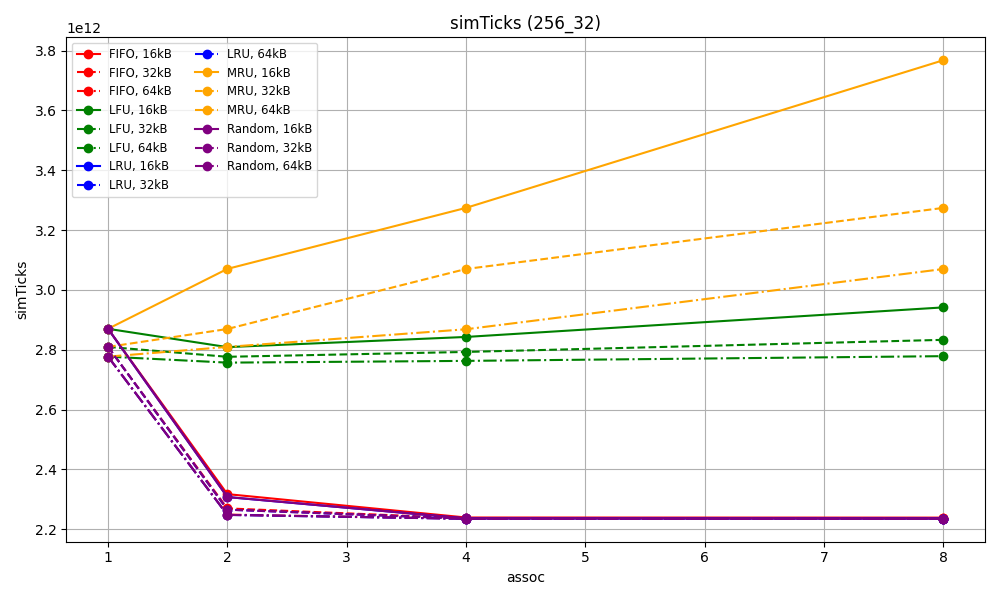 simTicks (256_32)
1e12
FIFO, 16kB
FIFO, 32kB
FIFO, 64kB
LFU, 16kB
LFU, 32kB
LFU, 64kB
LRU, 16kB
LRU, 32kB
LRU, 64kB
MRU, 16kB
MRU, 32kB
MRU, 64kB
Random, 16kB
Random, 32kB
Random, 64kB
simTicks
3.8
3.6
3.4
3.2
3.0
2.8
2.6
2.4
2.2
1 2 3 4 5 6 7 8
assoc